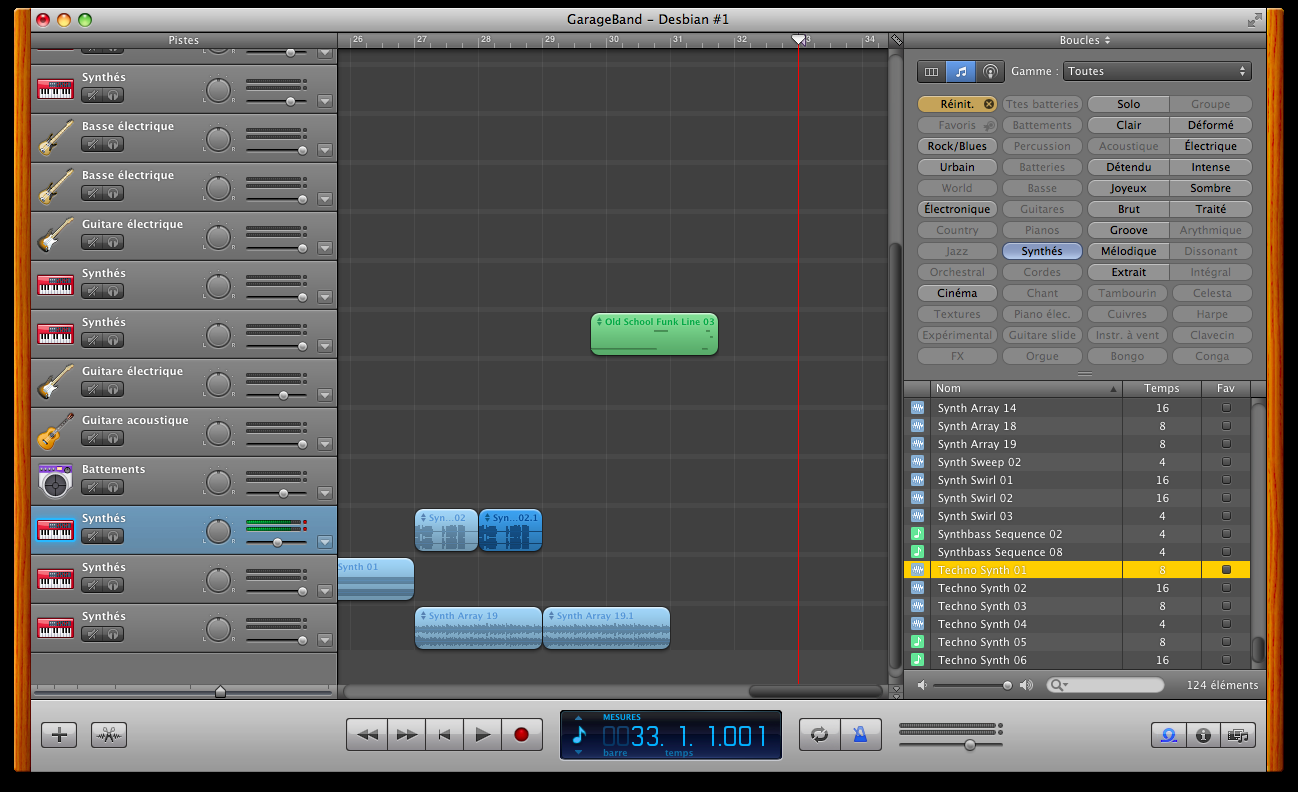 GarageBand – Desbian #1
Pistes
26 27 28 29 30 31 32 33 34
Boucles
Synthés
L R
Basse électrique
L R
Basse électrique
L R
Guitare électrique
L R
Synthés
L R
Synthés
L R
Guitare électrique
L R
Guitare acoustique
L R
Battements
L R
Synthés
L R
Synthés
L R
Synthés
L R
Old School Funk Line 03
Syn...02
Syn...02.1
Synth 01
Synth Array 19
Synth Array 19.1
Gamme : Toutes
Réinit. Ttes batteries Solo Groupe
Favoris Battements Clair Déformé
Rock/Blues Percussion Acoustique Électrique
Urbain Batteries Détendu Intense
World Basse Joyeux Sombre
Électronique Guitares Brut Traité
Country Pianos Groove Arythmique
Jazz Synthés Mélodique Dissonant
Orchestral Cordes Extrait Intégral
Cinéma Chant Tambourin Celesta
Textures Piano élec. Cuivres Harpe
Expérimental Guitare slide Instr. à vent Clavecin
FX Orgue Bongo Conga
Nom Temps Fav
Synth Array 14 16
Synth Array 18 8
Synth Array 19 8
Synth Sweep 02 4
Synth Swirl 01 16
Synth Swirl 02 16
Synth Swirl 03 4
Synthbass Sequence 02 4
Synthbass Sequence 08 4
Techno Synth 01 8
Techno Synth 02 16
Techno Synth 03 8
Techno Synth 04 4
Techno Synth 05 8
Techno Synth 06 16
124 éléments
MESURES
0033. 1. 1.001
barre temps